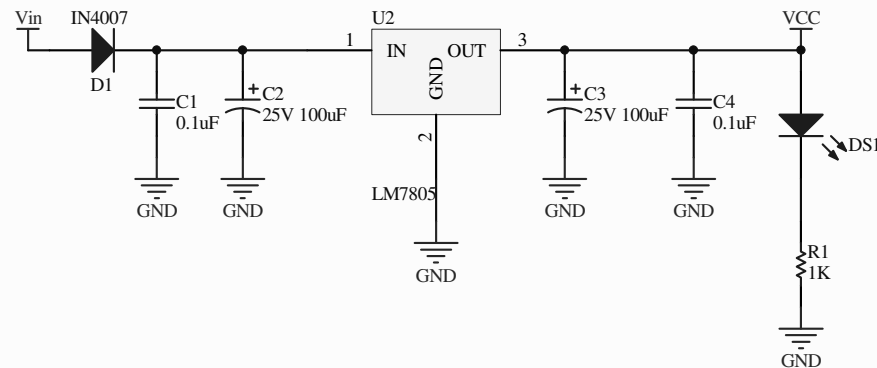 Vin
IN4007
D1
C1
0.1uF
GND
+
C2
25V 100uF
GND
U2
1
IN
OUT
3
GND
2
LM7805
GND
+
C3
25V 100uF
GND
C4
0.1uF
GND
VCC
DS1
R1
1K
GND